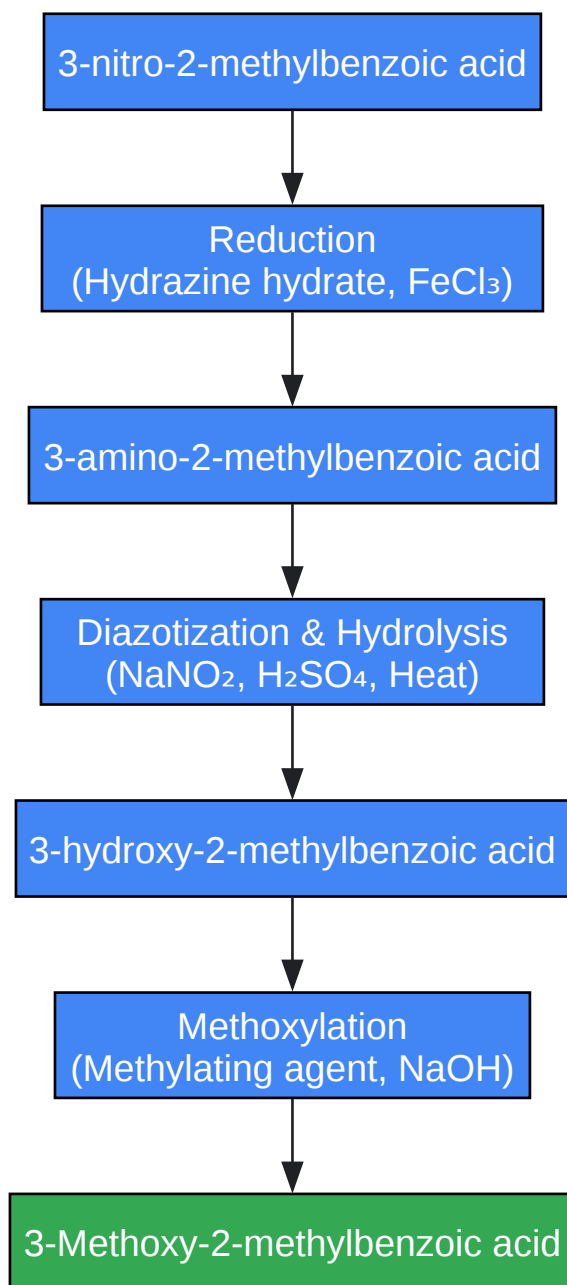 3-nitro-2-methylbenzoic acid
Reduction
(Hydrazine hydrate, FeCl₃)
3-amino-2-methylbenzoic acid
Diazotization & Hydrolysis
(NaNO₂, H₂SO₄, Heat)
3-hydroxy-2-methylbenzoic acid
Methoxylation
(Methylating agent, NaOH)
3-Methoxy-2-methylbenzoic acid